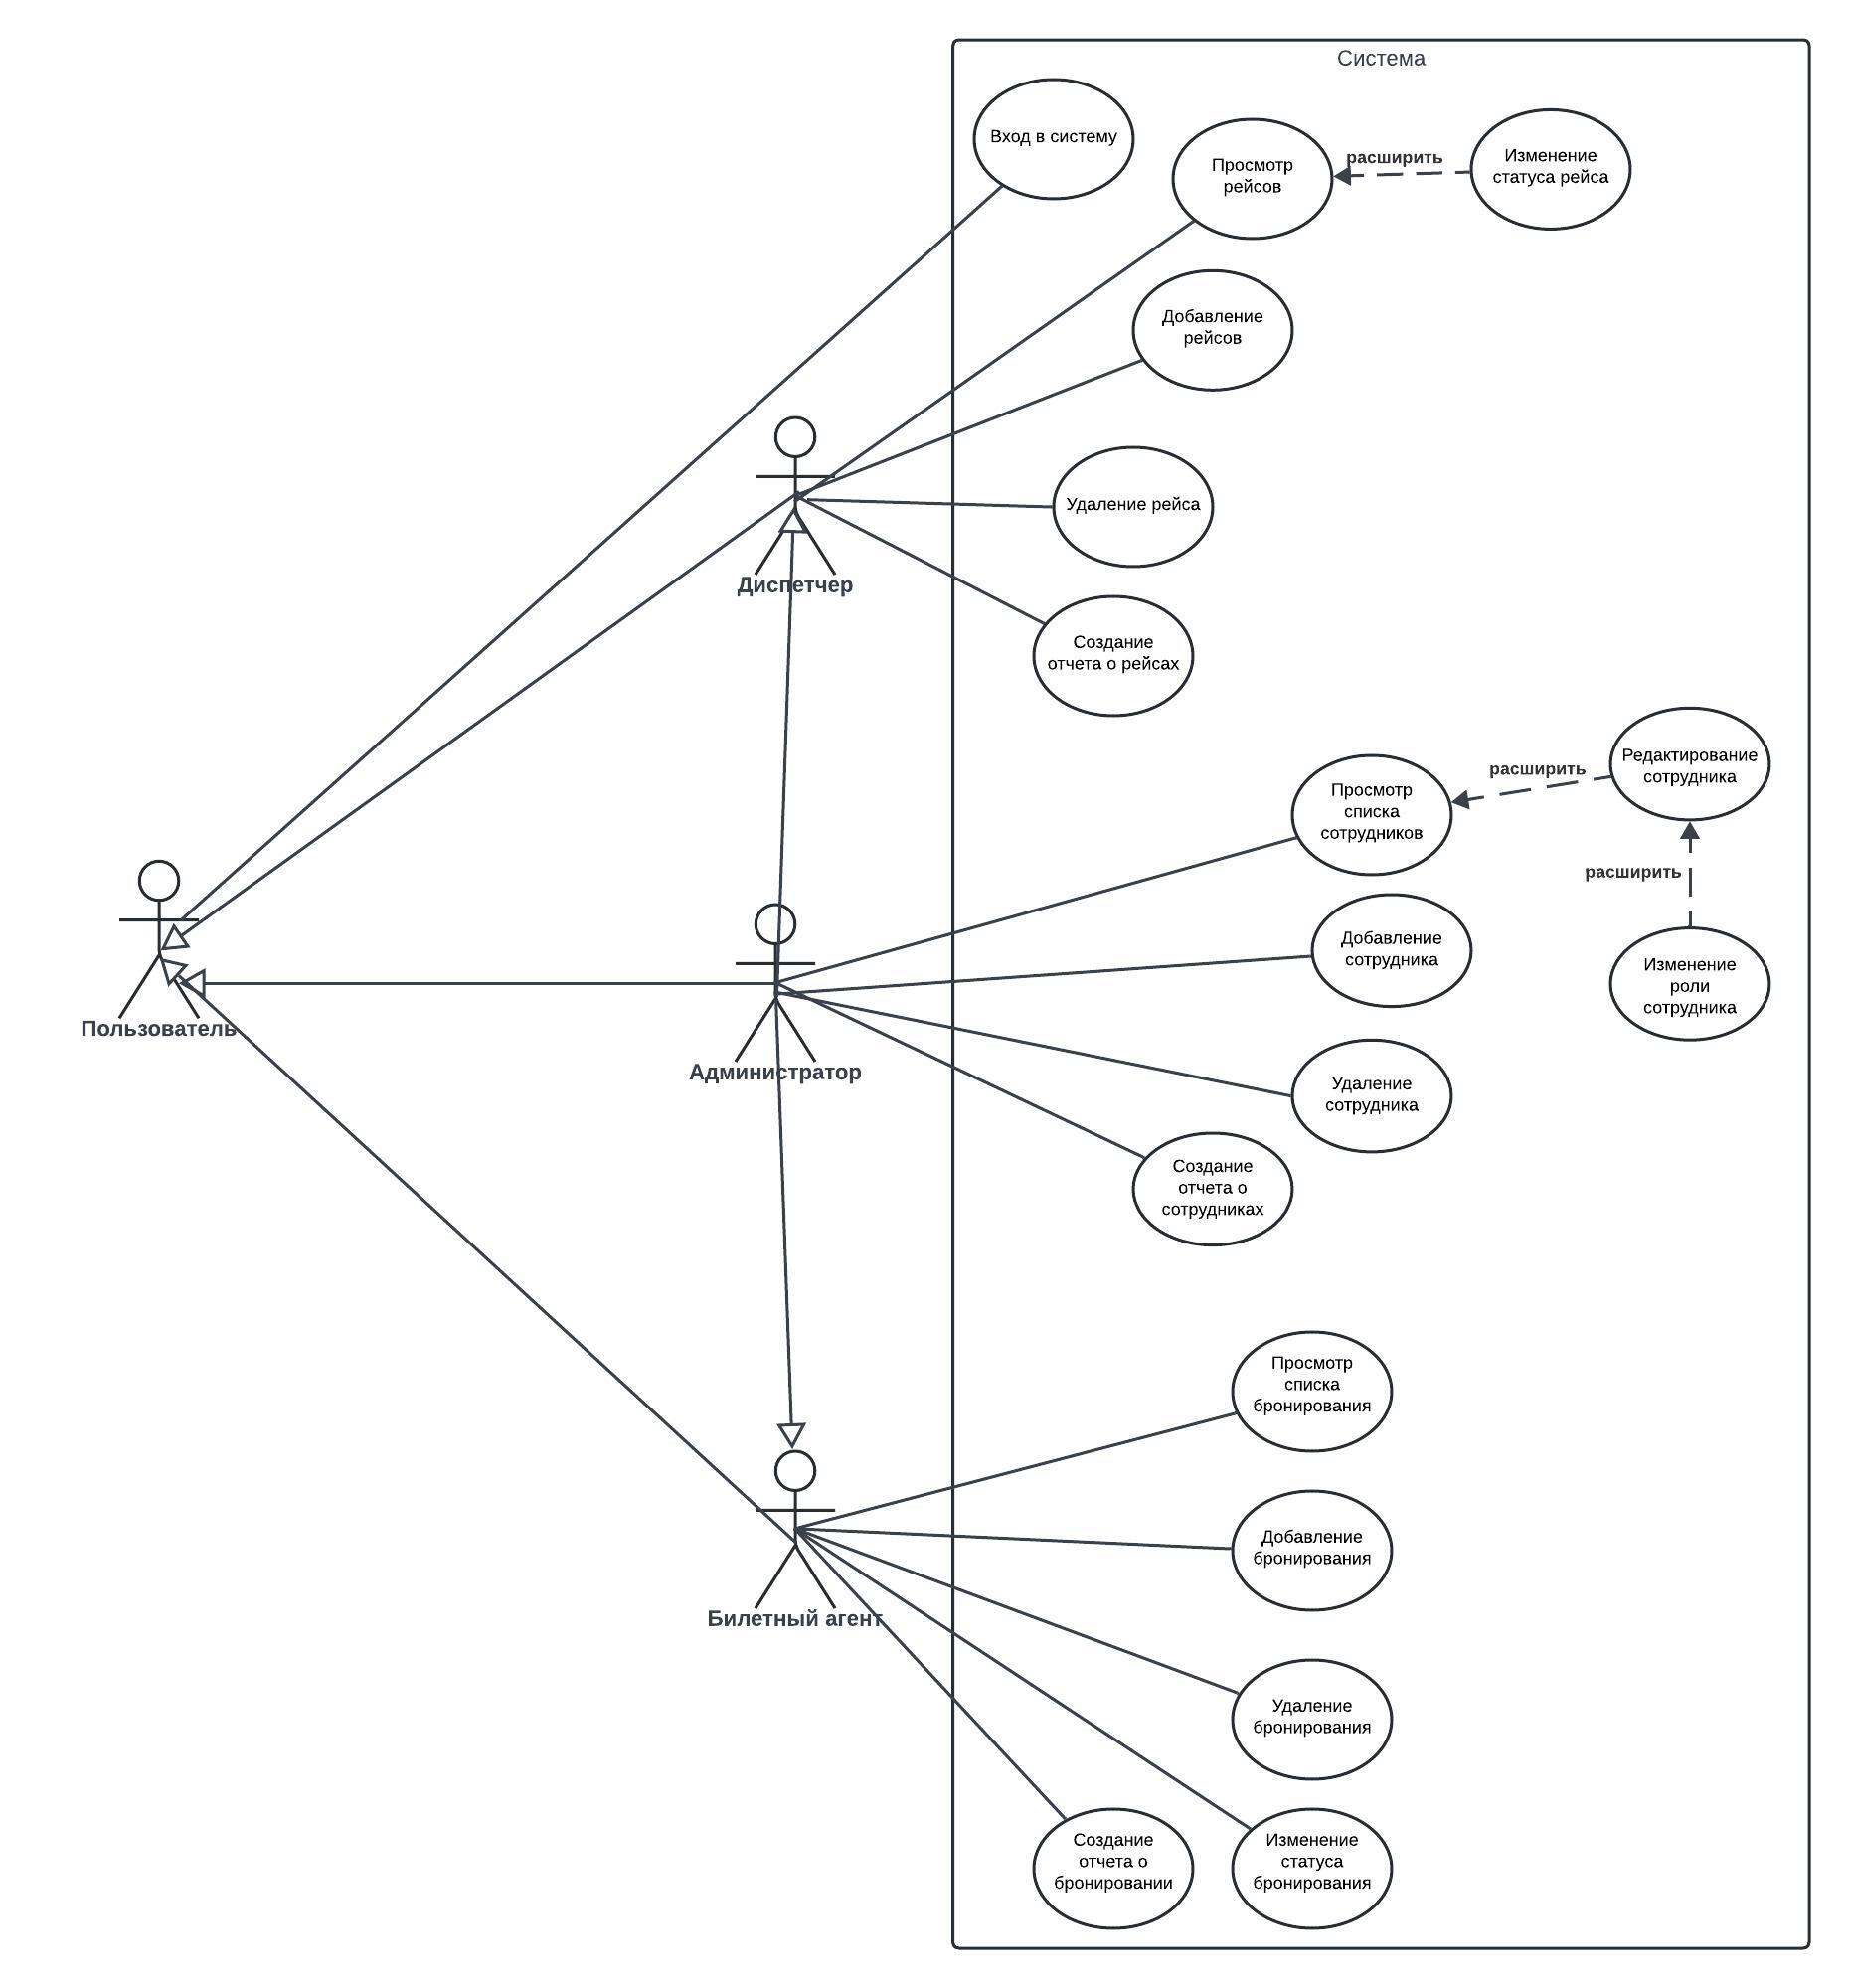 Система
Вход в систему
Просмотр
рейсов
расширить
Изменение
статуса рейса
Добавление
рейсов
Удаление рейса
Диспетчер
Создание
отчета о рейсах
Просмотр
списка
сотрудников
расширить
Редактирование
сотрудника
расширить
Добавление
сотрудника
Изменение
роли
сотрудника
Пользователь
Администратор
Удаление
сотрудника
Создание
отчета о
сотрудниках
Просмотр
списка
бронирования
Добавление
бронирования
Билетный агент
Удаление
бронирования
Создание
отчета о
бронировании
Изменение
статуса
бронирования